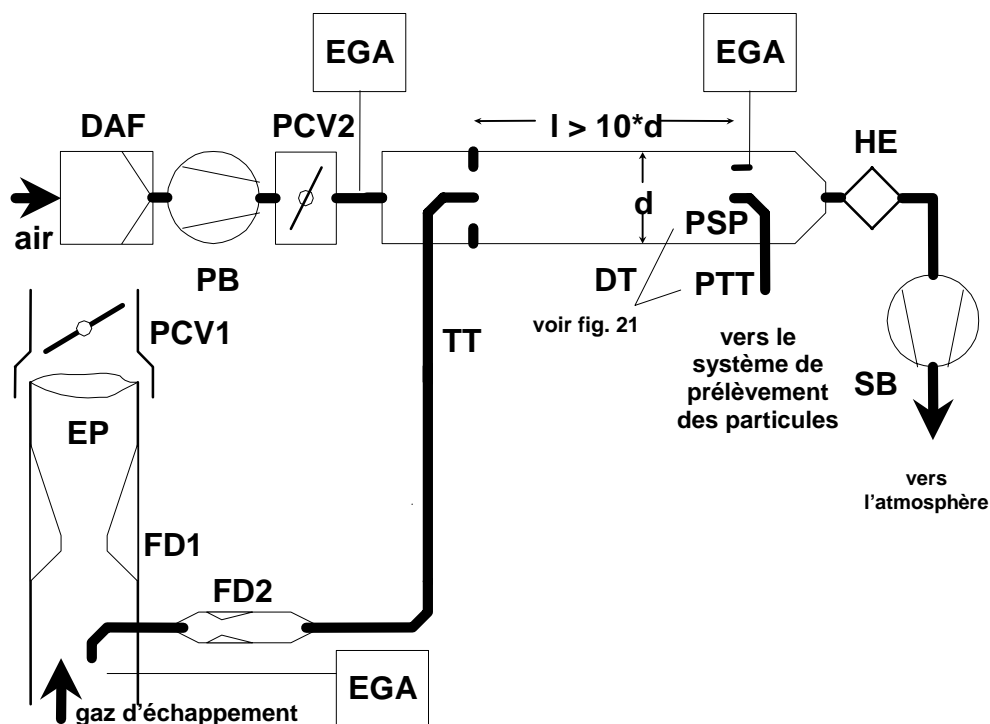 EGA
EGA
DAF
PCV2
l > 10*d
HE
air
d
PSP
PB
DT
PTT
voir fig. 21
PCV1
TT
vers le
système de
prélèvement
des particules
SB
EP
vers
l'atmosphère
FD1
FD2
EGA
gaz d'échappement